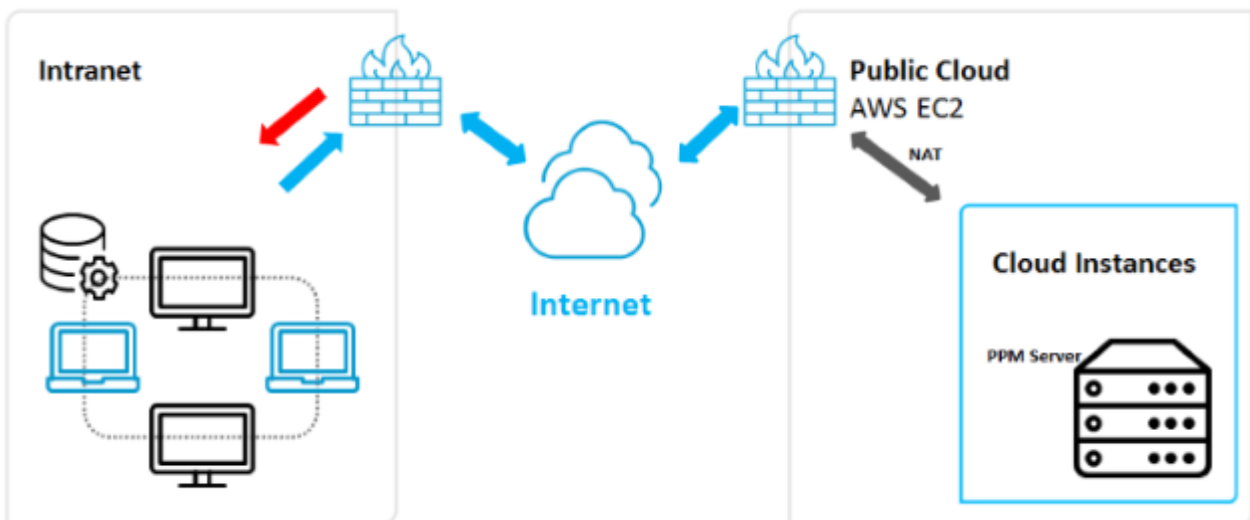 Intranet
Public Cloud
AWS EC2
NAT
Internet
Cloud Instances
PPM Server